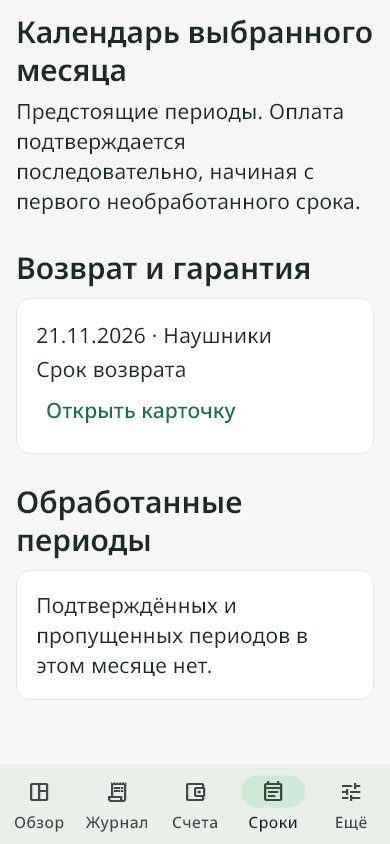 Календарь выбранного
месяца
Предстоящие периоды. Оплата
подтверждается
последовательно, начиная с
первого необработанного срока.
Возврат и гарантия
21.11.2026 · Наушники
Срок возврата
Открыть карточку
Обработанные
периоды
Подтверждённых и
пропущенных периодов в
этом месяце нет.
Обзор Журнал Счета Сроки Ещё